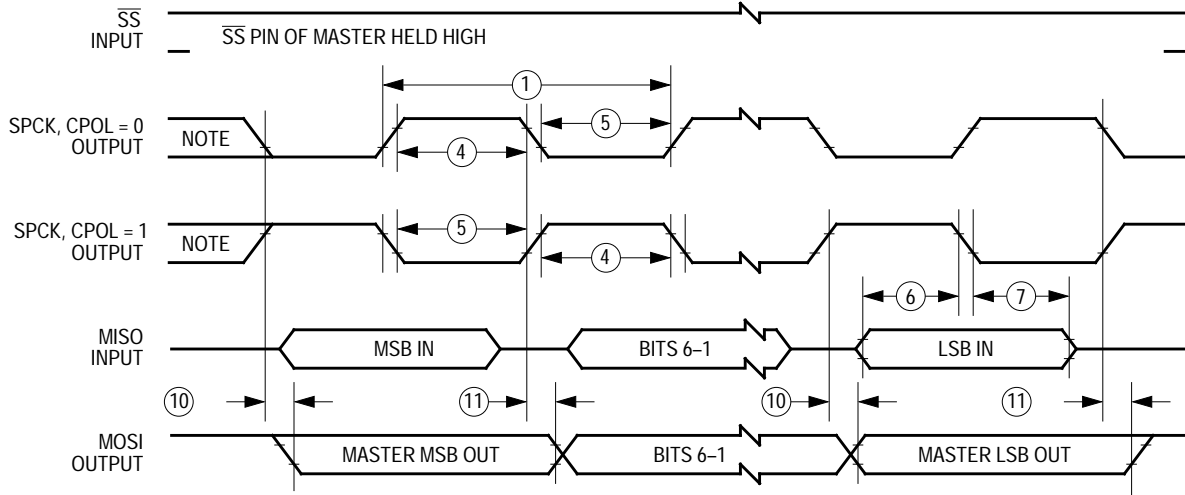 SS
INPUT
SS PIN OF MASTER HELD HIGH
1
SPCK, CPOL = 0
OUTPUT
NOTE
5
4
SPCK, CPOL = 1
OUTPUT
NOTE
5
4
6
7
MISO
INPUT
MSB IN
BITS 6–1
LSB IN
10
11
10
11
MOSI
OUTPUT
MASTER MSB OUT
BITS 6–1
MASTER LSB OUT